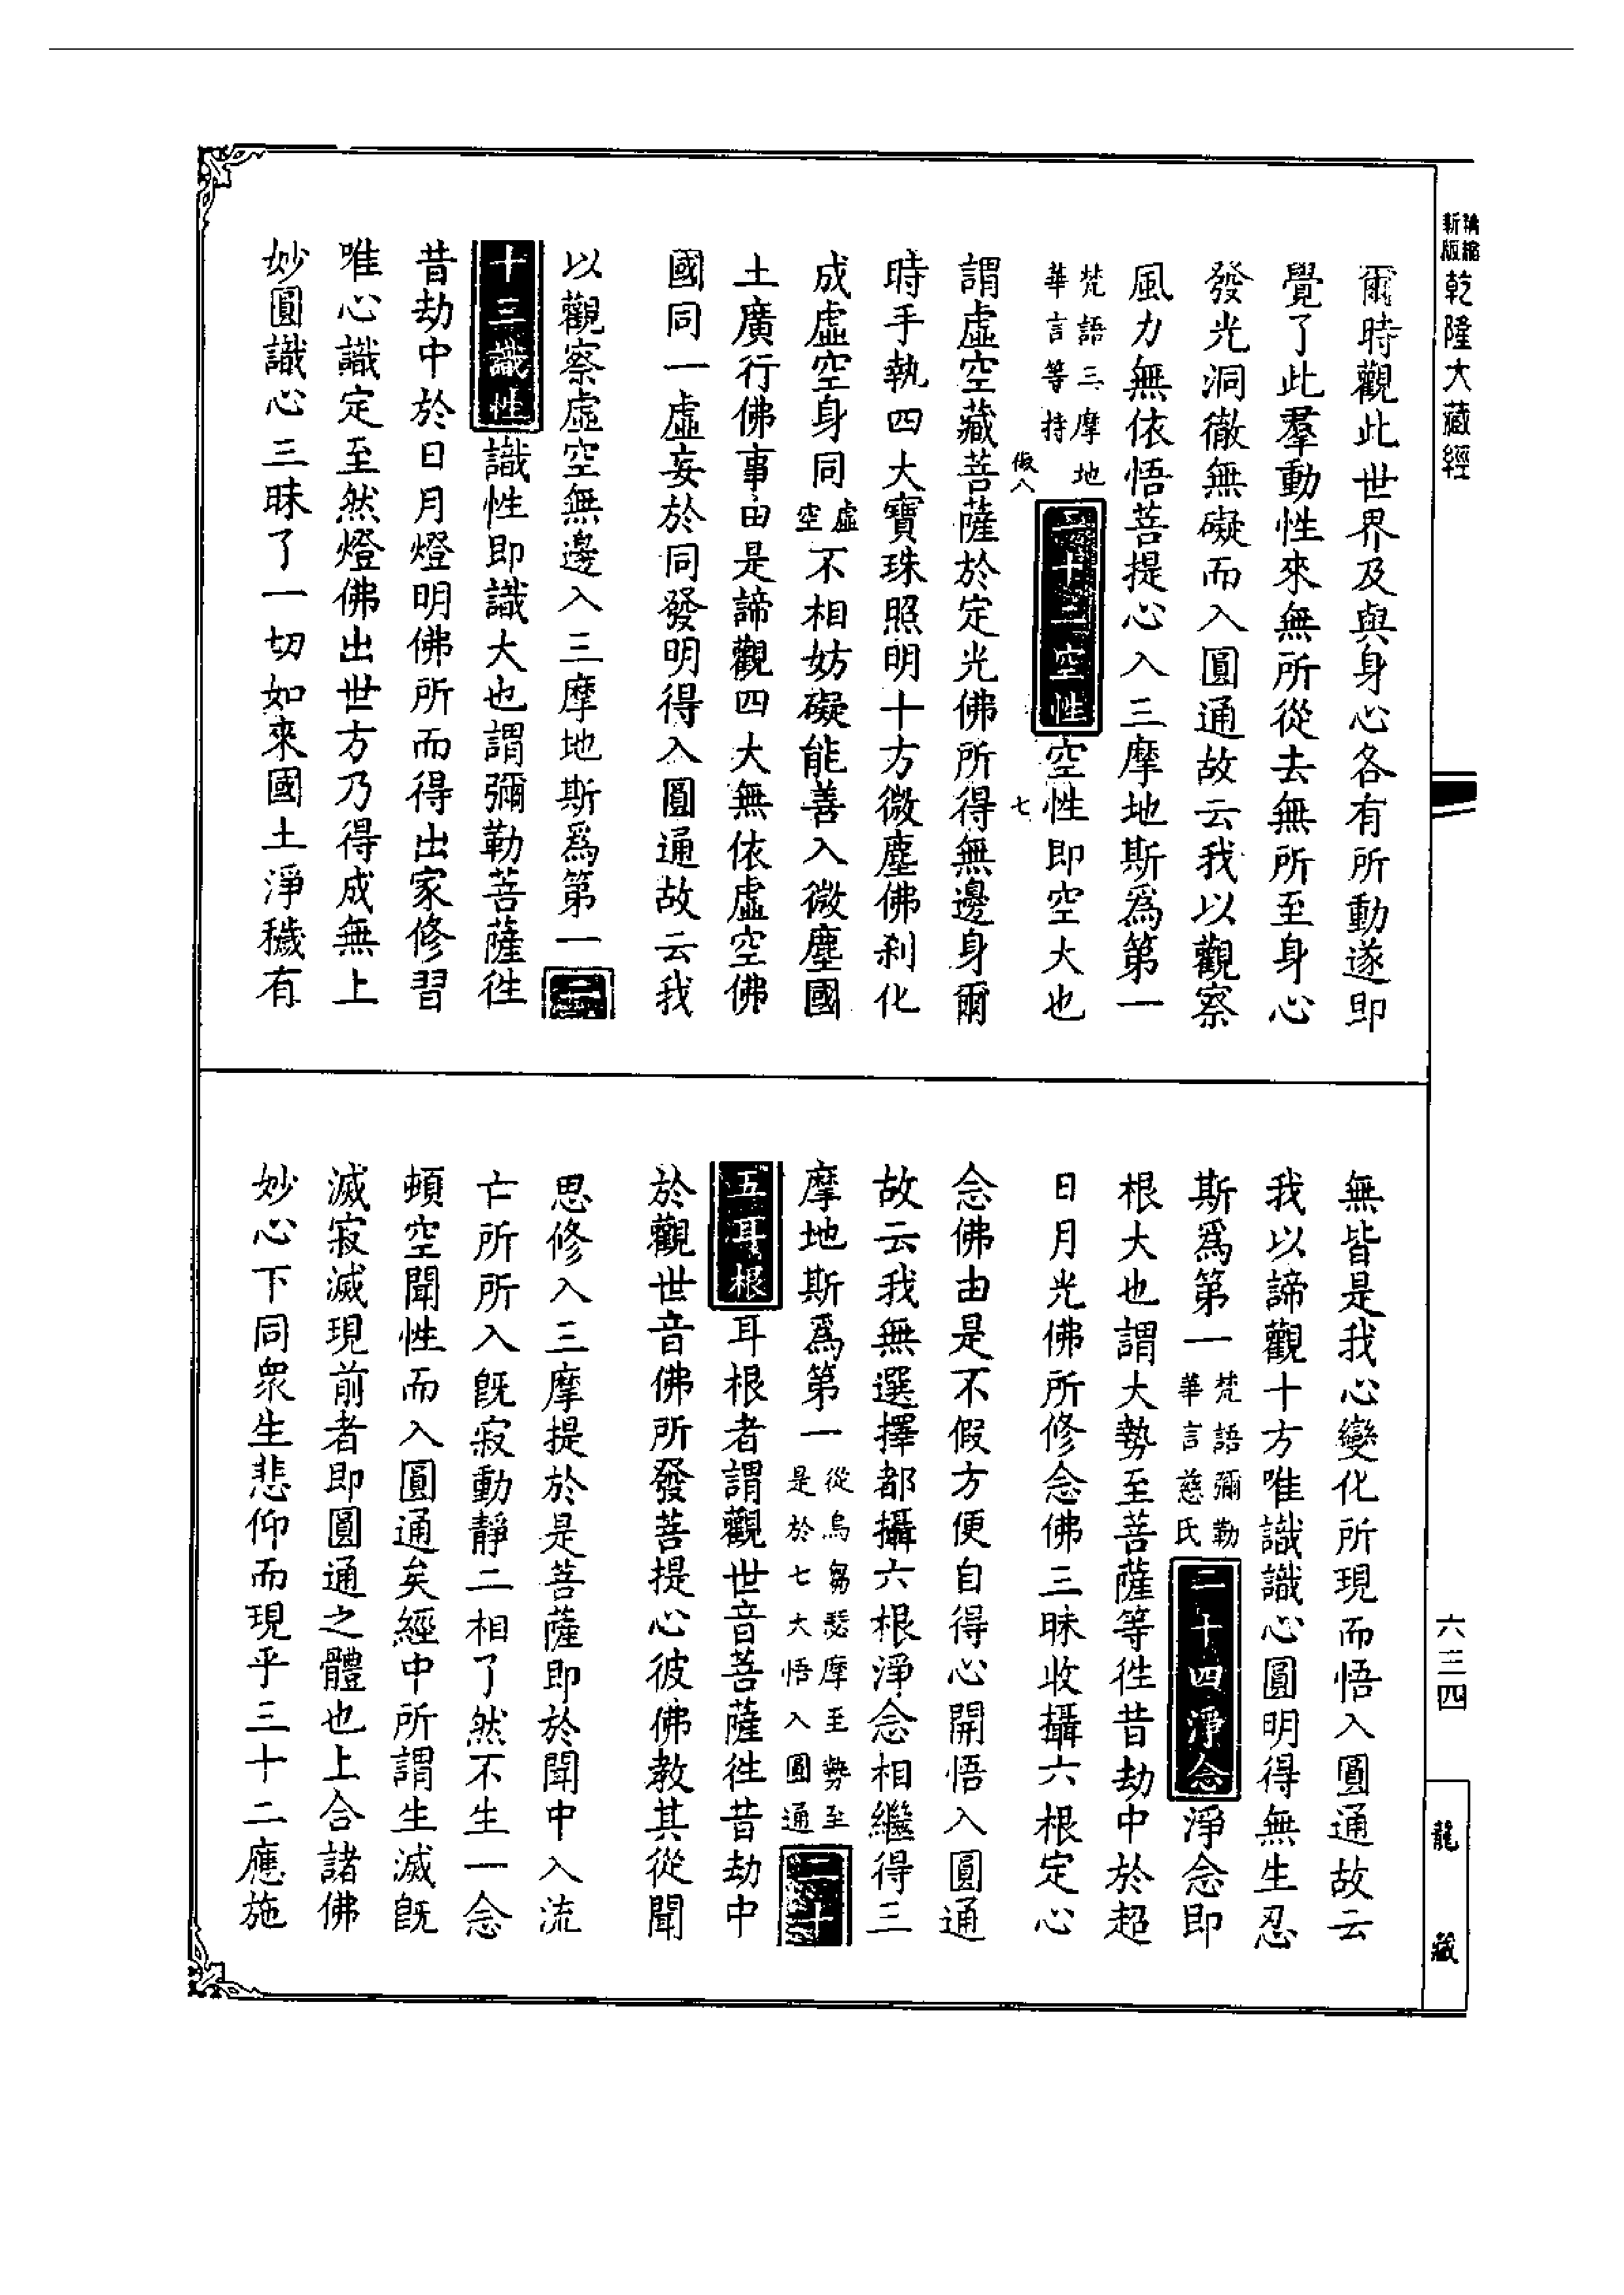 新版精縮乾隆大藏經
爾時觀此世界及與身心各有所動遂即
覺了此羣動性來無所從去無所至身心
發光洞徹無礙而入圓通故云我以觀察
風力無依悟菩提心入三摩地斯爲第一
梵語三摩地華言等持二十二空性空性即空大也
俊八 七
謂虛空藏菩薩於定光佛所得無邊身爾
時手執四大寶珠照明十方微塵佛刹化
成虛空身同虛空不相妨礙能善入微塵國
土廣行佛事由是諦觀四大無依虛空佛
國同一虛妄於同發明得入圓通故云我
以觀察虛空無邊入三摩地斯爲第一二
十三識性識性即識大也謂彌勒菩薩徃
昔劫中於日月燈明佛所而得出家修習
唯心識定至然燈佛出世方乃得成無上
妙圓識心三昧了一切如來國土淨穢有
無皆是我心變化所現而悟入圓通故云
我以諦觀十方唯識識心圓明得無生忍
斯爲第一梵語彌勒華言慈氏二十四淨念淨念即
根大也謂大勢至菩薩等徃昔劫中於超
日月光佛所修念佛三昧收攝六根定心
念佛由是不假方便自得心開悟入圓通
故云我無選擇都攝六根淨念相繼得三
摩地斯爲第一從烏芻瑟摩至勢至是於七大悟入圓通二十
五耳根耳根者謂觀世音菩薩徃昔劫中
於觀世音佛所發菩提心彼佛教其從聞
思修入三摩提於是菩薩即於聞中入流
亡所所入旣寂動靜二相了然不生一念
頓空聞性而入圓通矣經中所謂生滅旣
滅寂滅現前者即圓通之體也上合諸佛
妙心下同衆生悲仰而現乎三十二應施
六三四
龍藏